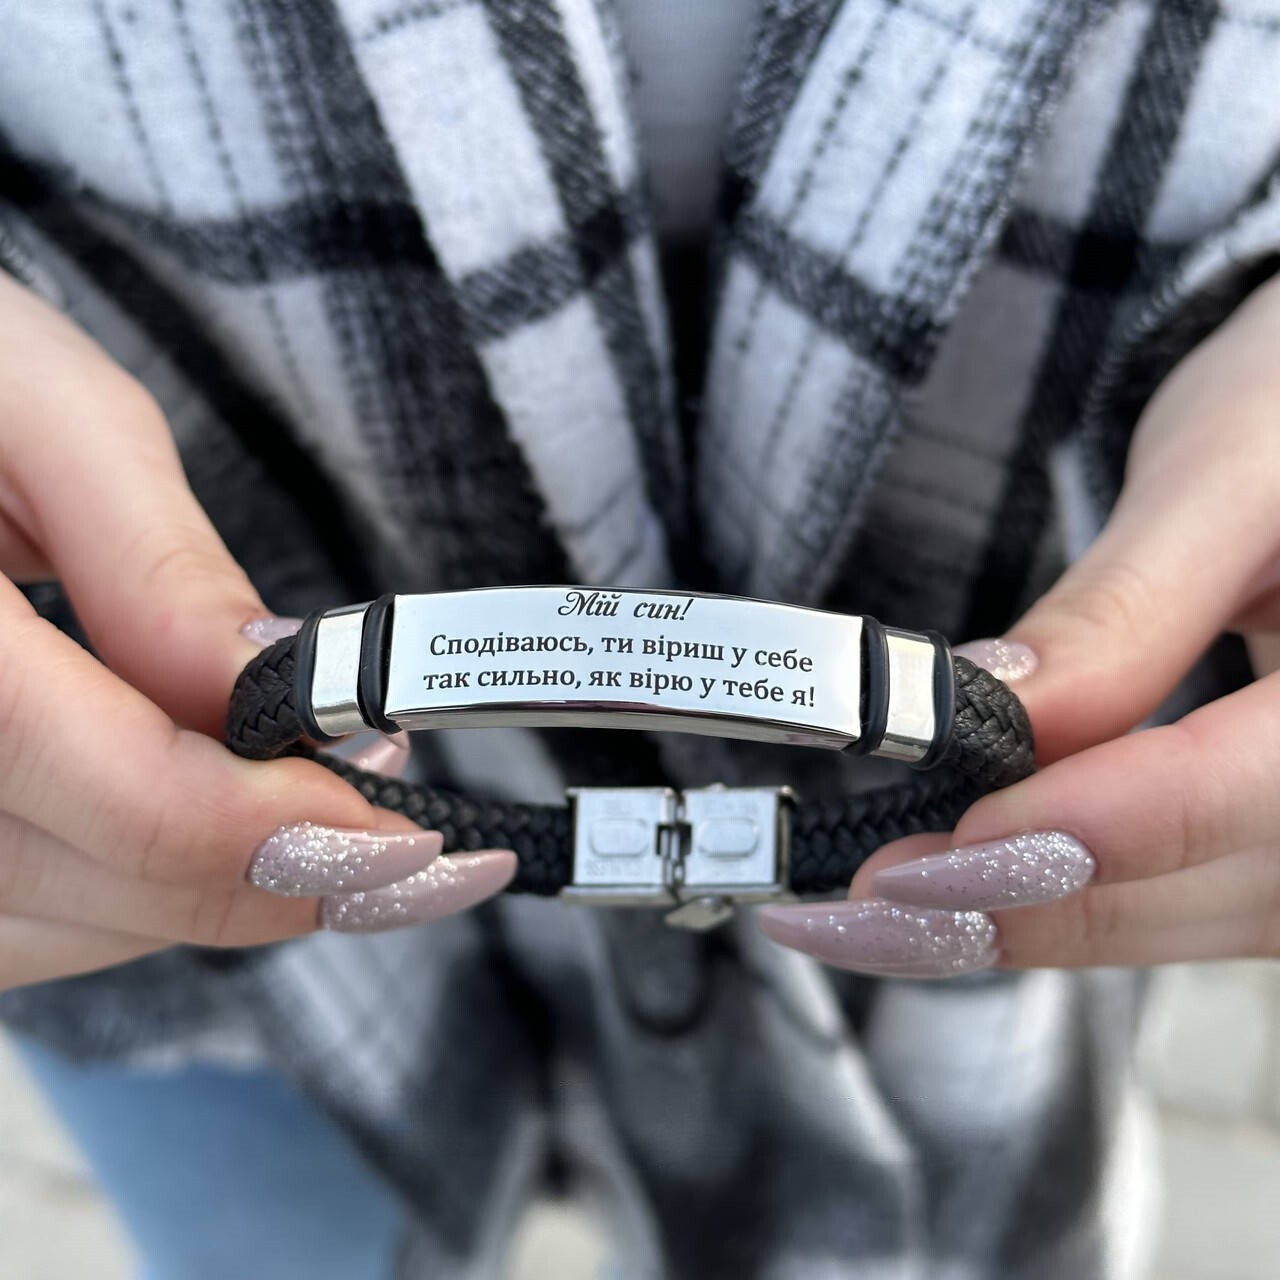 Мій син!
Сподіваюсь, ти віриш у себе
так сильно, як вірю у тебе я!